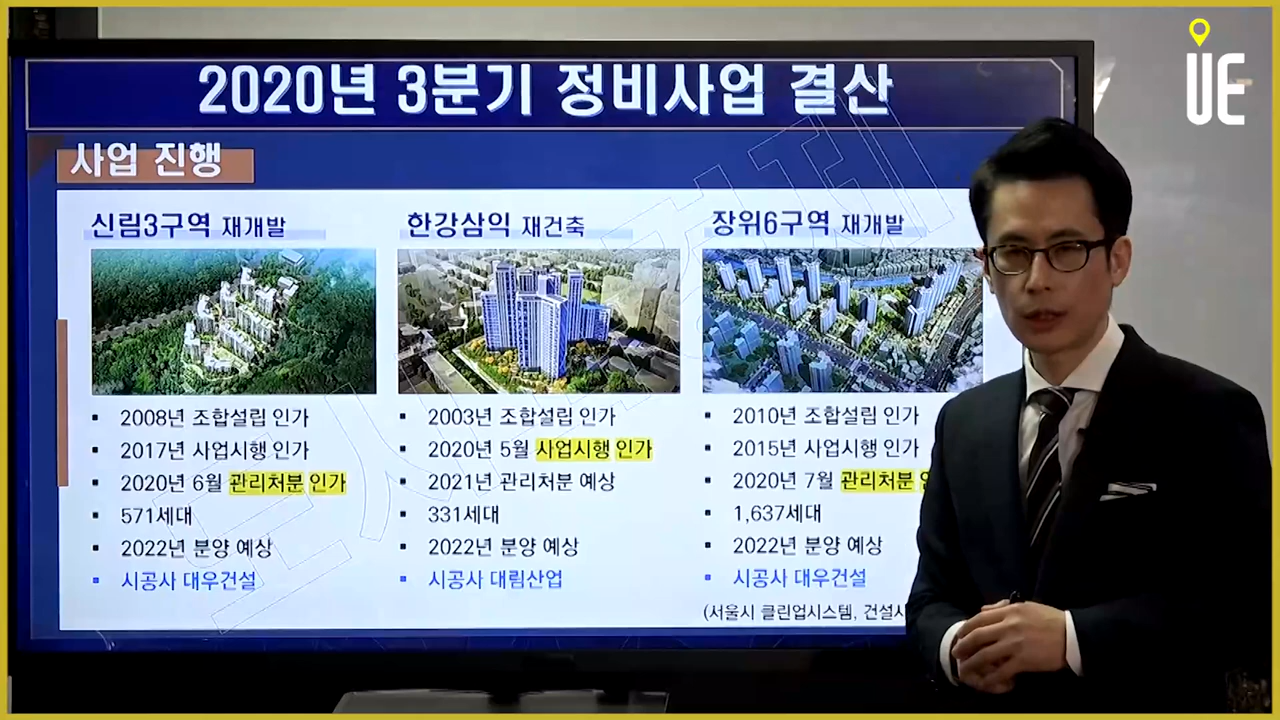 UE
2020년 3분기 정비사업 결산
사업 진행
신림3구역 재개발
2008년 조합설립 인가
2017년 사업시행 인가
2020년 6월 관리처분 인가
571세대
2022년 분양 예상
시공사 대우건설
한강삼익 재건축
2003년 조합설립 인가
2020년 5월 사업시행 인가
2021년 관리처분 예상
331세대
2022년 분양 예상
시공사 대림산업
장위6구역 재개발
2010년 조합설립 인가
2015년 사업시행 인가
2020년 7월 관리처분
1,637세대
2022년 분양 예상
시공사 대우건설
(서울시 클린업시스템, 건설사